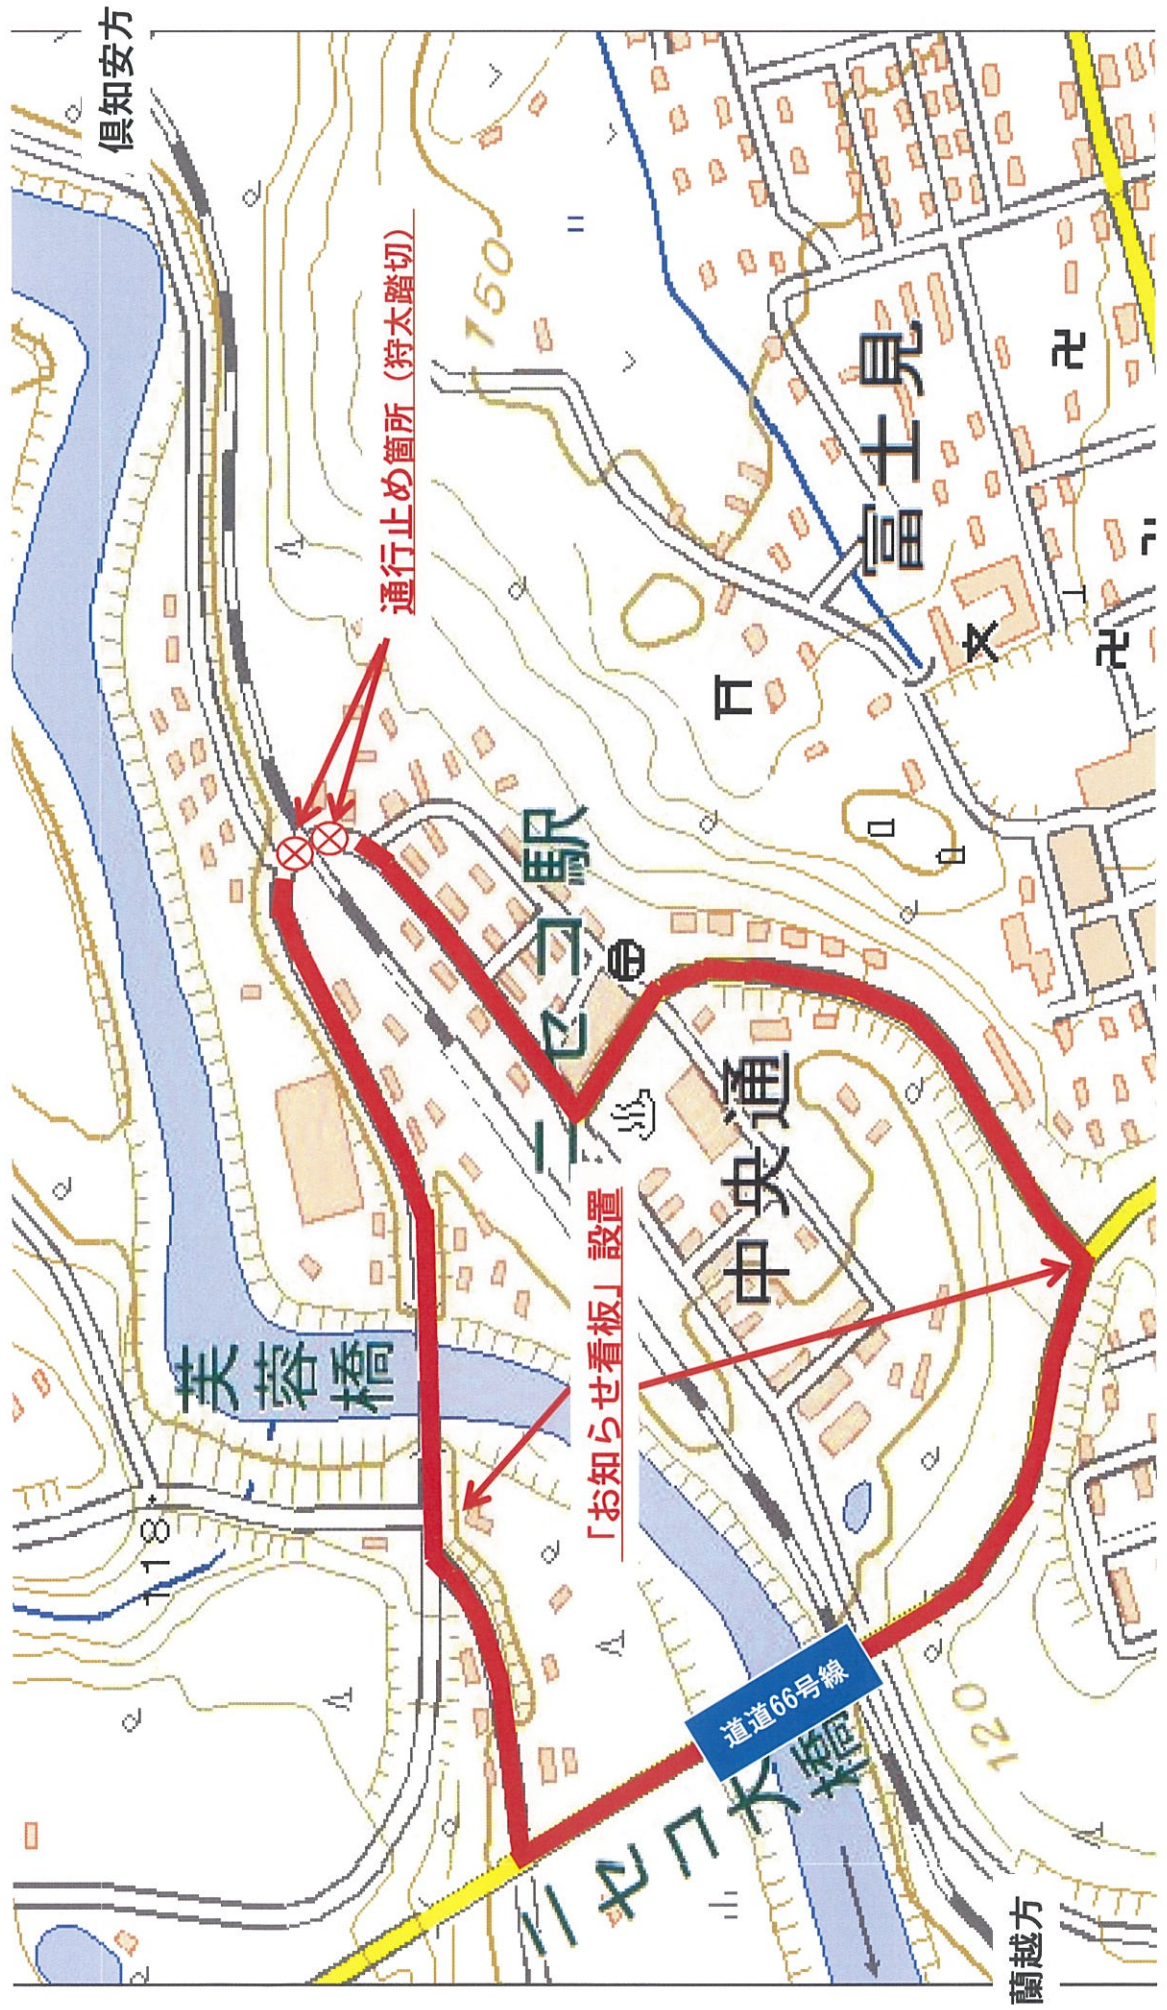 倶知安方
通行止め箇所（狩太踏切）
150
富士見
ニセコ駅
中央通
芙蓉橋
「お知らせ看板」設置
118
道道66号線
ニセコ大橋
120
蘭越方